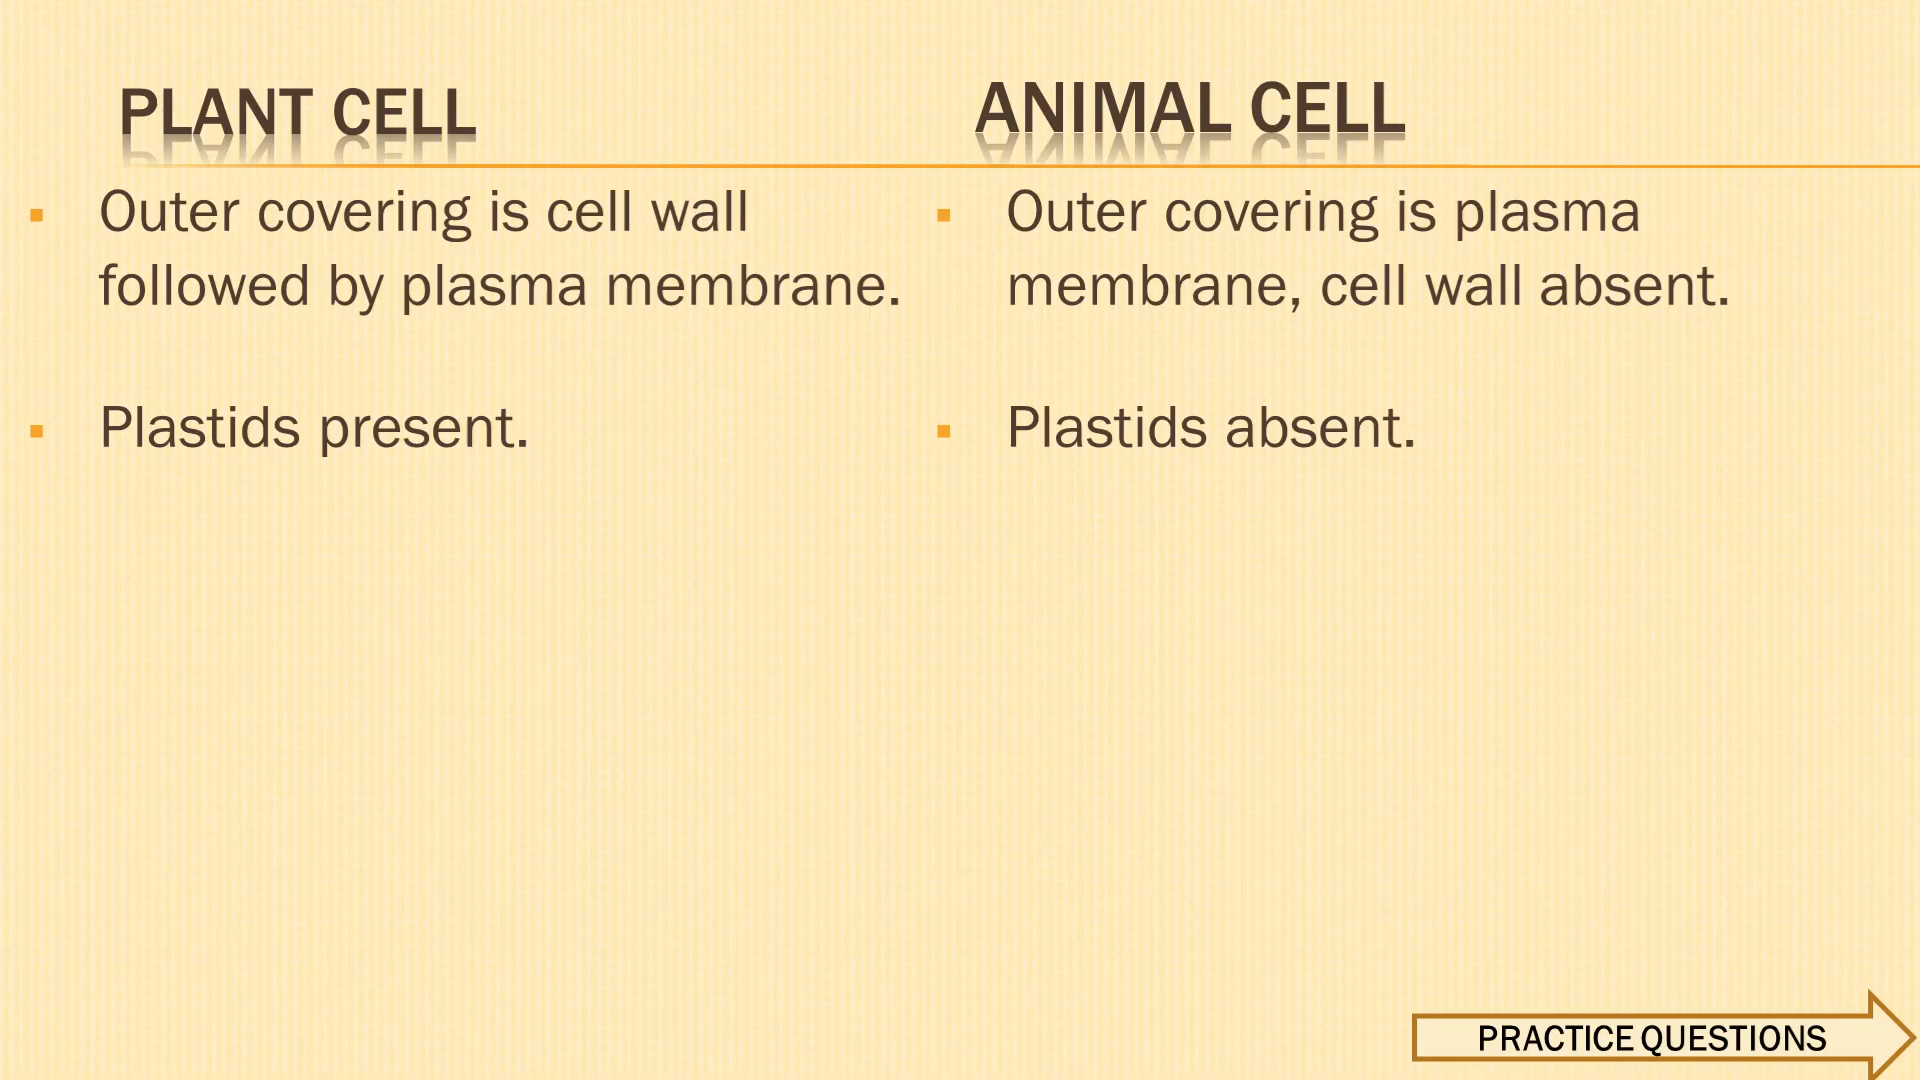 PLANT CELL
Outer covering is cell wall
followed by plasma membrane.
Plastids present.
ANIMAL CELL
Outer covering is plasma
membrane, cell wall absent.
Plastids absent.
PRACTICE QUESTIONS